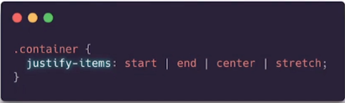 .container {
  justify-items: start | end | center | stretch;
}